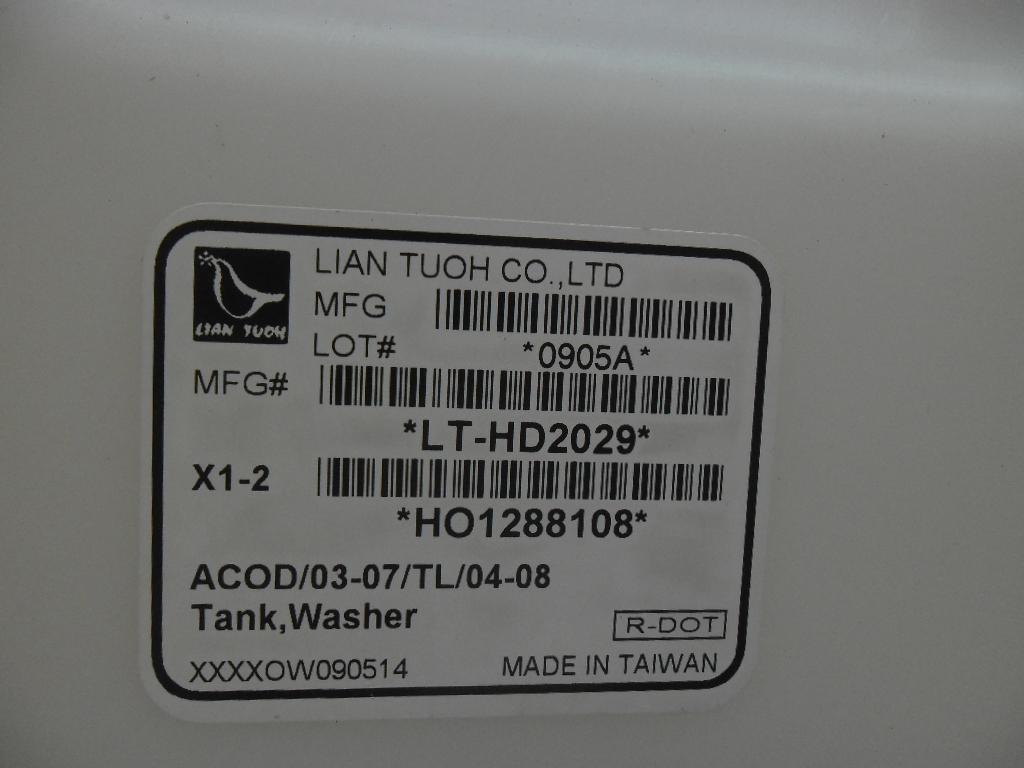 LIAN TUOH
LIAN TUOH CO.,LTD
MFG
LOT#
*0905A*
MFG#
*LT-HD2029*
X1-2
*HO1288108*
ACOD/03-07/TL/04-08
Tank,Washer
R-DOT
XXXXOW090514
MADE IN TAIWAN